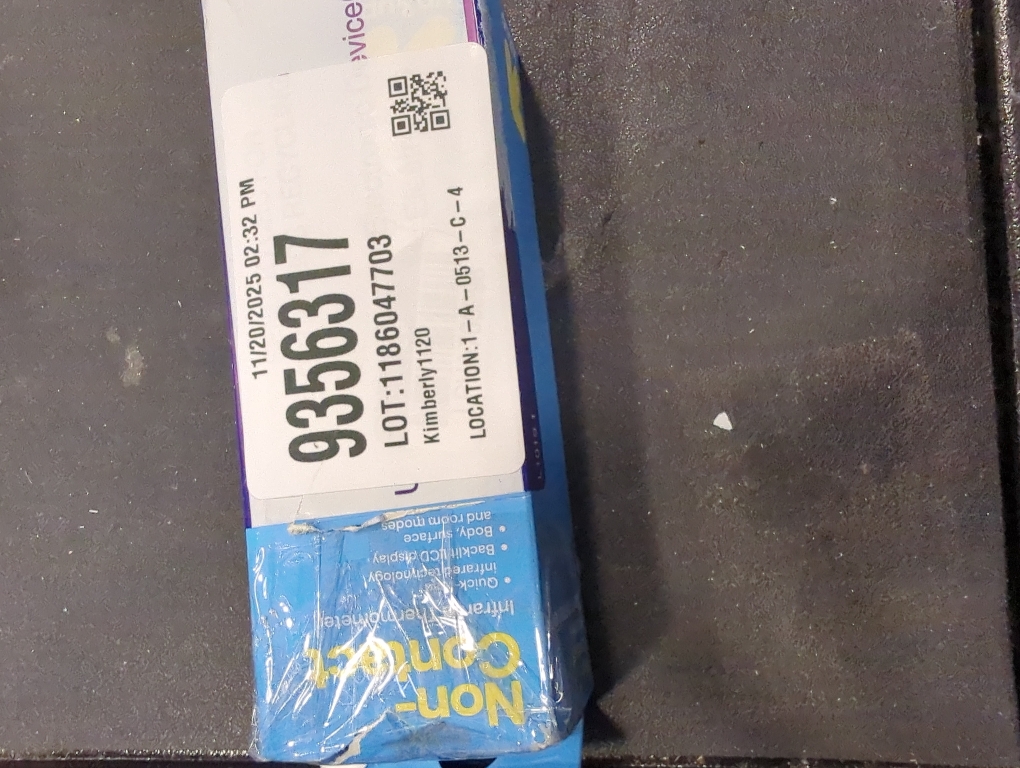 11/20/2025 02:32 PM
9356317
LOT:1186047703
Kimberly1120
LOCATION:1-A-0513-C-4
Non-
Contact
Infrared Thermometer
• Quick
infrared technology
• Backlit LCD display
• Body, surface
and room modes